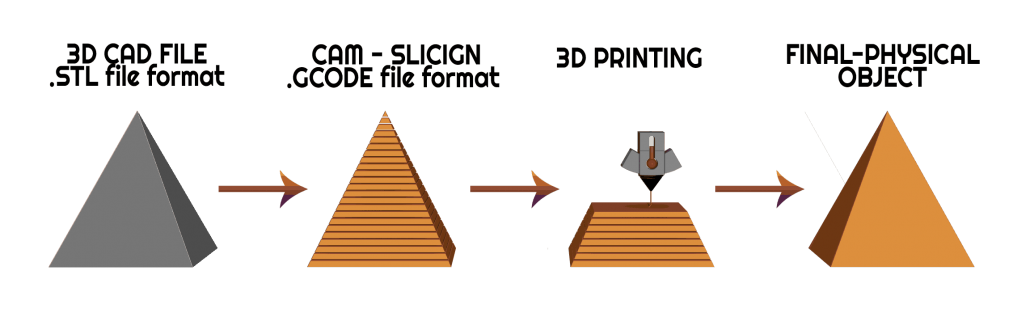 3D CAD FILE
.STL file format
CAM - SLICIGN
.GCODE file format
3D PRINTING
FINAL-PHYSICAL
OBJECT